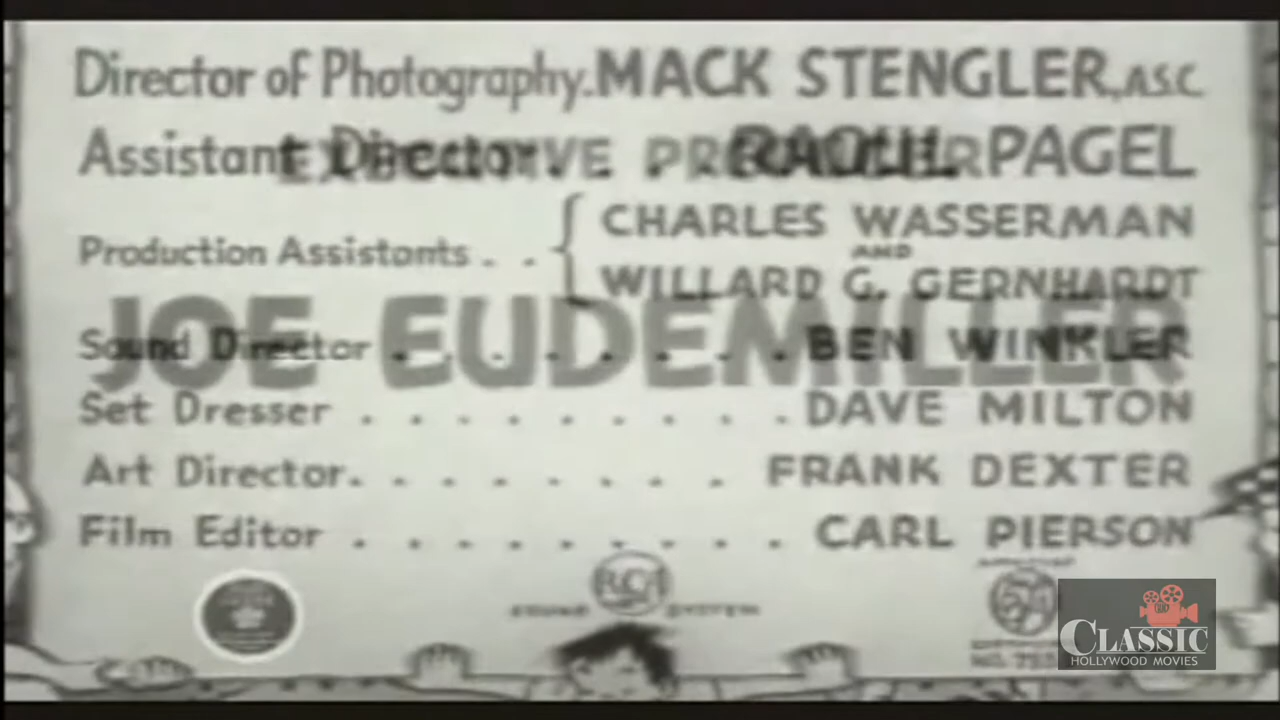 Director of Photography. MACK STENGLER, A.S.C.
Assistant Director . . . RAOUL PAGEL
EXECUTIVE PRODUCER
Production Assistants . . { CHARLES WASSERMAN
AND
WILLARD G. GERNHARDT
JOE EUDEMILLER
Sound Director . . . . . . . . BEN WINKLER
Set Dresser . . . . . . . . . . DAVE MILTON
Art Director . . . . . . . . FRANK DEXTER
Film Editor . . . . . . . . . CARL PIERSON
RCA
SOUND SYSTEM
CLASSIC
HOLLYWOOD MOVIES